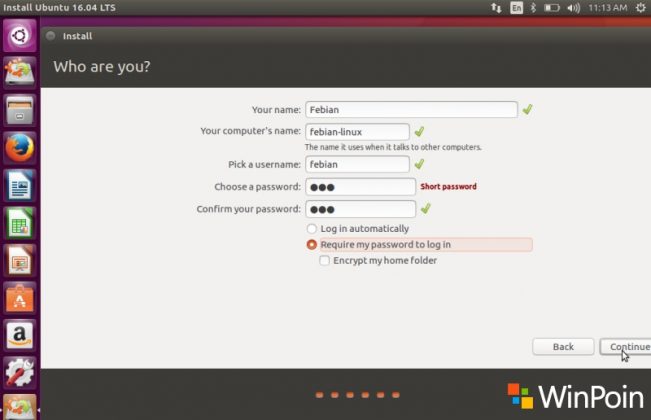 Install Ubuntu 16.04 LTS
En
11:13 AM
Install
Who are you?
Your name: Febian
Your computer's name: febian-linux
The name it uses when it talks to other computers.
Pick a username: febian
Choose a password: ●●● Short password
Confirm your password: ●●●
Log in automatically
Require my password to log in
Encrypt my home folder
Back
Continue
WinPoin